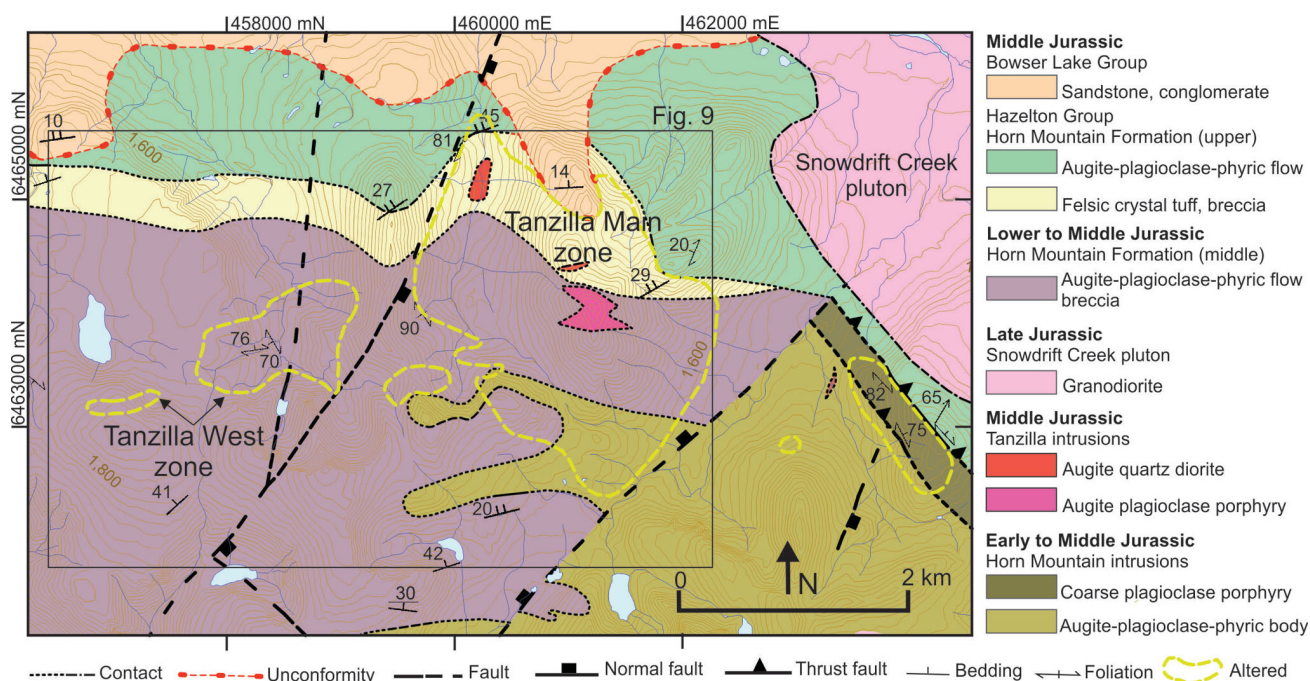 458000 mN
460000 mE
462000 mE
6465000 mN
6463000 mN
Fig. 9
10
1,600
81
45
27
14
Snowdrift Creek
pluton
Tanzilla Main
zone
20
29
90
76
70
1,600
Tanzilla West
zone
1,800
41
20
42
30
82
75
65
N
0
2 km
Middle Jurassic
Bowser Lake Group
Sandstone, conglomerate
Hazelton Group
Horn Mountain Formation (upper)
Augite-plagioclase-phyric flow
Felsic crystal tuff, breccia
Lower to Middle Jurassic
Horn Mountain Formation (middle)
Augite-plagioclase-phyric flow
breccia
Late Jurassic
Snowdrift Creek pluton
Granodiorite
Middle Jurassic
Tanzilla intrusions
Augite quartz diorite
Augite plagioclase porphyry
Early to Middle Jurassic
Horn Mountain intrusions
Coarse plagioclase porphyry
Augite-plagioclase-phyric body
Contact
Unconformity
Fault
Normal fault
Thrust fault
Bedding
Foliation
Altered